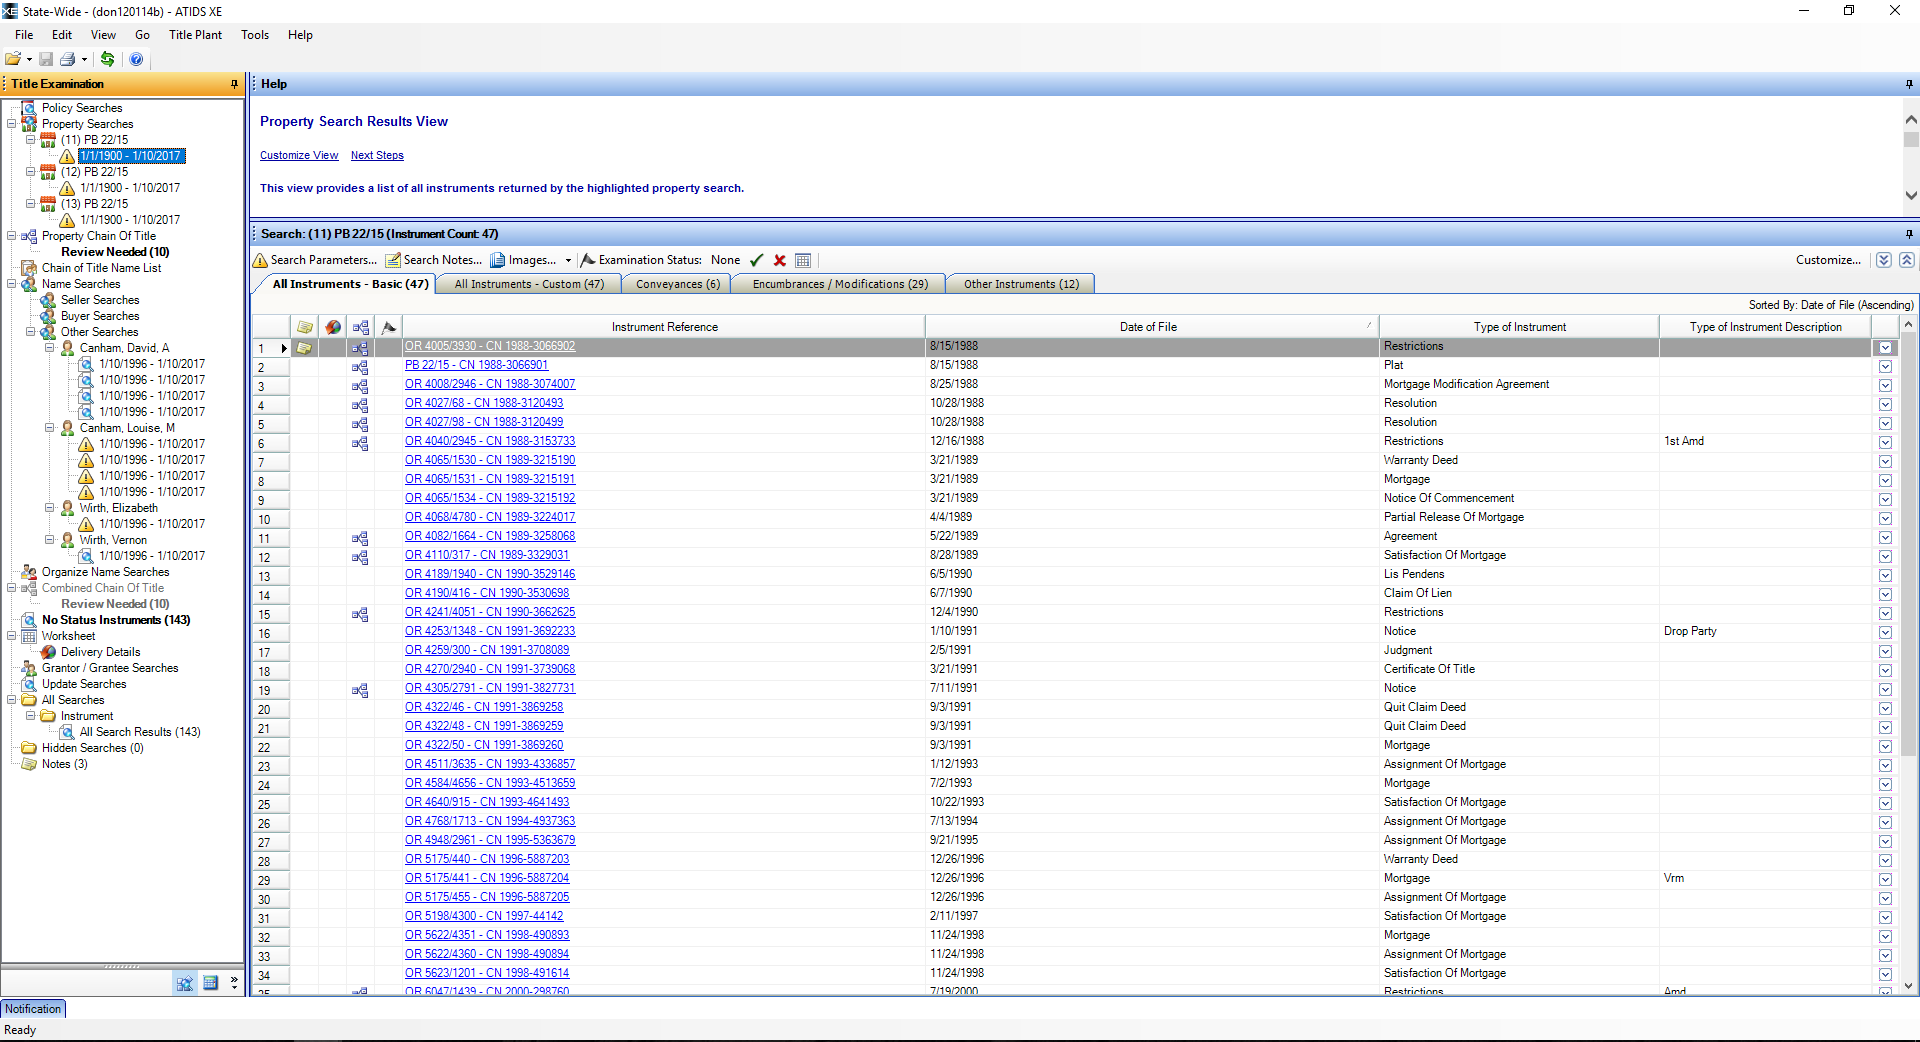 State-Wide - (don120114b) - ATIDS XE
File Edit View Go Title Plant Tools Help
Title Examination
Policy Searches
Property Searches
(11) PB 22/15
1/1/1900 - 1/10/2017
(12) PB 22/15
1/1/1900 - 1/10/2017
(13) PB 22/15
1/1/1900 - 1/10/2017
Property Chain Of Title
Review Needed (10)
Chain of Title Name List
Name Searches
Seller Searches
Buyer Searches
Other Searches
Canham, David, A
1/10/1996 - 1/10/2017
1/10/1996 - 1/10/2017
1/10/1996 - 1/10/2017
1/10/1996 - 1/10/2017
Canham, Louise, M
1/10/1996 - 1/10/2017
1/10/1996 - 1/10/2017
1/10/1996 - 1/10/2017
1/10/1996 - 1/10/2017
Wirth, Elizabeth
1/10/1996 - 1/10/2017
Wirth, Vernon
1/10/1996 - 1/10/2017
Organize Name Searches
Combined Chain Of Title
Review Needed (10)
No Status Instruments (143)
Worksheet
Delivery Details
Grantor / Grantee Searches
Update Searches
All Searches
Instrument
All Search Results (143)
Hidden Searches (0)
Notes (3)
Help
Property Search Results View
Customize View Next Steps
This view provides a list of all instruments returned by the highlighted property search.
Search: (11) PB 22/15 (Instrument Count: 47)
Search Parameters... Search Notes... Images... Examination Status: None Customize...
All Instruments - Basic (47) All Instruments - Custom (47) Conveyances (6) Encumbrances / Modifications (29) Other Instruments (12)
Sorted By: Date of File (Ascending)
Instrument Reference Date of File Type of Instrument Type of Instrument Description
1 OR 4005/3930 - CN 1988-3066902 8/15/1988 Restrictions
2 PB 22/15 - CN 1988-3066901 8/15/1988 Plat
3 OR 4008/2946 - CN 1988-3074007 8/25/1988 Mortgage Modification Agreement
4 OR 4027/68 - CN 1988-3120493 10/28/1988 Resolution
5 OR 4027/98 - CN 1988-3120499 10/28/1988 Resolution
6 OR 4040/2945 - CN 1988-3153733 12/16/1988 Restrictions 1st Amd
7 OR 4065/1530 - CN 1989-3215190 3/21/1989 Warranty Deed
8 OR 4065/1531 - CN 1989-3215191 3/21/1989 Mortgage
9 OR 4065/1534 - CN 1989-3215192 3/21/1989 Notice Of Commencement
10 OR 4068/4780 - CN 1989-3224017 4/4/1989 Partial Release Of Mortgage
11 OR 4082/1664 - CN 1989-3258068 5/22/1989 Agreement
12 OR 4110/317 - CN 1989-3329031 8/28/1989 Satisfaction Of Mortgage
13 OR 4189/1940 - CN 1990-3529146 6/5/1990 Lis Pendens
14 OR 4190/416 - CN 1990-3530698 6/7/1990 Claim Of Lien
15 OR 4241/4051 - CN 1990-3662625 12/4/1990 Restrictions
16 OR 4253/1348 - CN 1991-3692233 1/10/1991 Notice Drop Party
17 OR 4259/300 - CN 1991-3708089 2/5/1991 Judgment
18 OR 4270/2940 - CN 1991-3739068 3/21/1991 Certificate Of Title
19 OR 4305/2791 - CN 1991-3827731 7/11/1991 Notice
20 OR 4322/46 - CN 1991-3869258 9/3/1991 Quit Claim Deed
21 OR 4322/48 - CN 1991-3869259 9/3/1991 Quit Claim Deed
22 OR 4322/50 - CN 1991-3869260 9/3/1991 Mortgage
23 OR 4511/3635 - CN 1993-4336857 1/12/1993 Assignment Of Mortgage
24 OR 4584/4656 - CN 1993-4513659 7/2/1993 Mortgage
25 OR 4640/915 - CN 1993-4641493 10/22/1993 Satisfaction Of Mortgage
26 OR 4768/1713 - CN 1994-4937363 7/13/1994 Assignment Of Mortgage
27 OR 4948/2961 - CN 1995-5363679 9/21/1995 Assignment Of Mortgage
28 OR 5175/440 - CN 1996-5887203 12/26/1996 Warranty Deed
29 OR 5175/441 - CN 1996-5887204 12/26/1996 Mortgage Vrm
30 OR 5175/455 - CN 1996-5887205 12/26/1996 Assignment Of Mortgage
31 OR 5198/4300 - CN 1997-44142 2/11/1997 Satisfaction Of Mortgage
32 OR 5622/4351 - CN 1998-490893 11/24/1998 Mortgage
33 OR 5622/4360 - CN 1998-490894 11/24/1998 Assignment Of Mortgage
34 OR 5623/1201 - CN 1998-491614 11/24/1998 Satisfaction Of Mortgage
35 OR 6047/1439 - CN 2000-298760 7/19/2000 Restrictions Amd
Notification
Ready